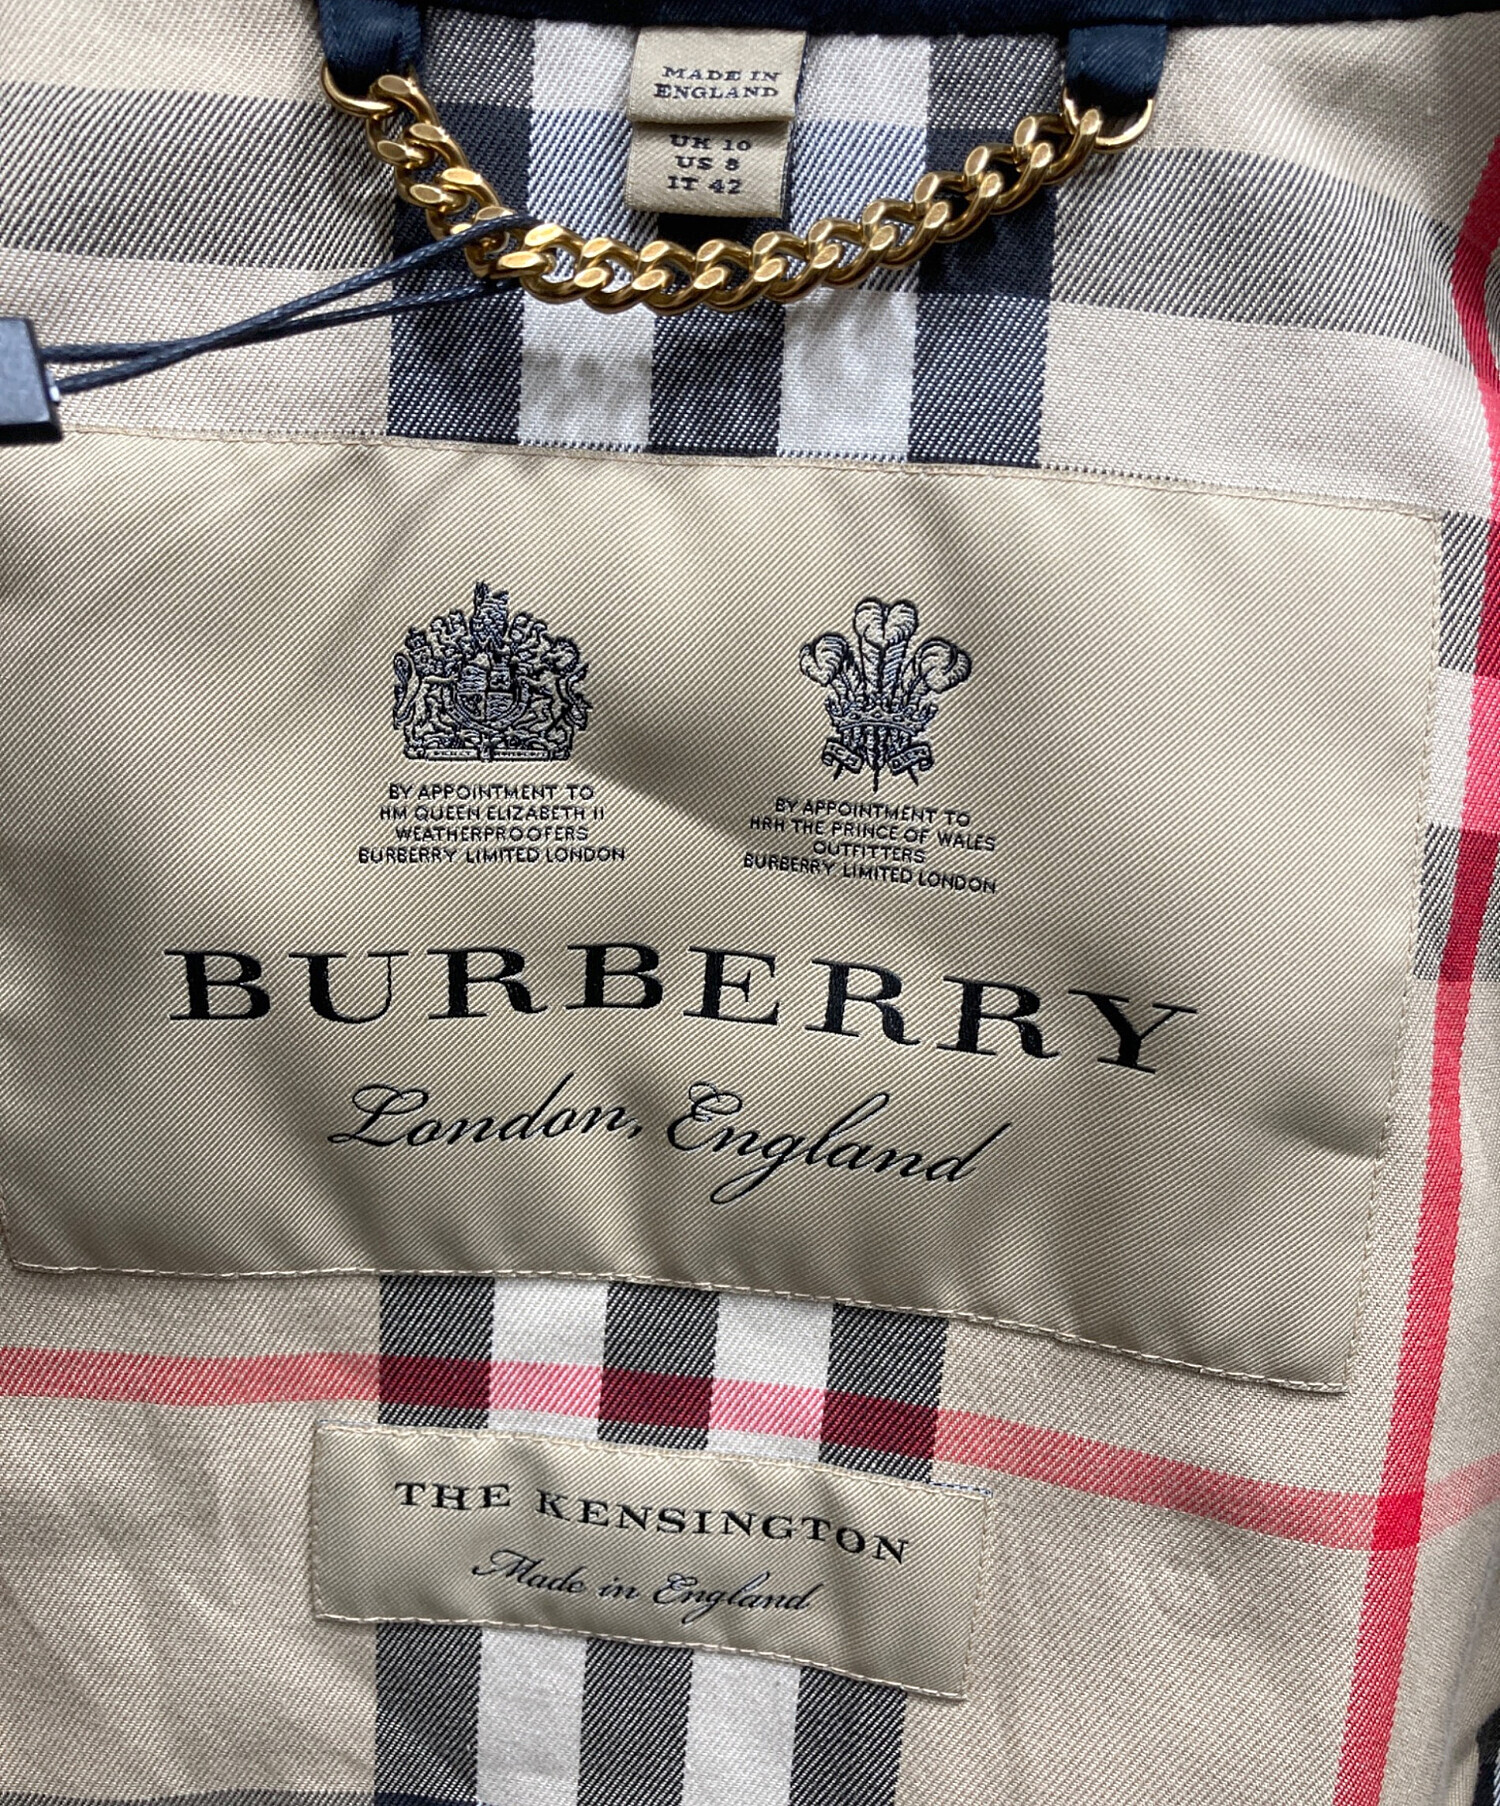 MADE IN
ENGLAND
UK 10
US 8
IT 42
BY APPOINTMENT TO
HM QUEEN ELIZABETH II
WEATHERPROOFERS
BURBERRY LIMITED LONDON
BY APPOINTMENT TO
HRH THE PRINCE OF WALES
OUTFITTERS
BURBERRY LIMITED LONDON
BURBERRY
London, England
THE KENSINGTON
Made in England